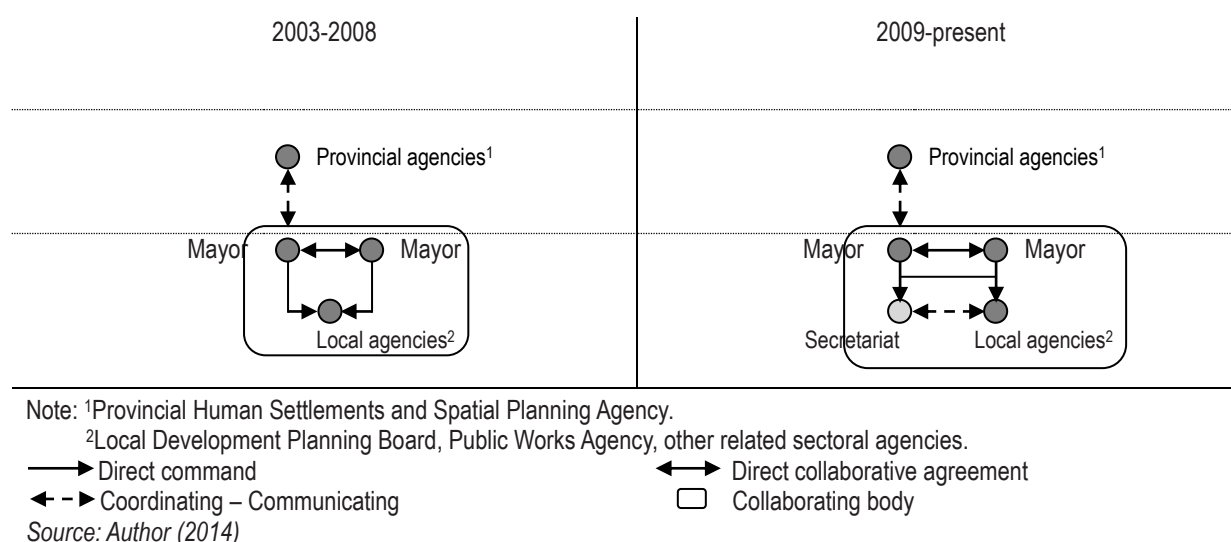 2003-2008
2009-present
Provincial agencies¹
Provincial agencies¹
Mayor
Mayor
Mayor
Mayor
Local agencies²
Secretariat
Local agencies²
Note: ¹Provincial Human Settlements and Spatial Planning Agency.
²Local Development Planning Board, Public Works Agency, other related sectoral agencies.
Direct command
Direct collaborative agreement
Coordinating – Communicating
Collaborating body
Source: Author (2014)